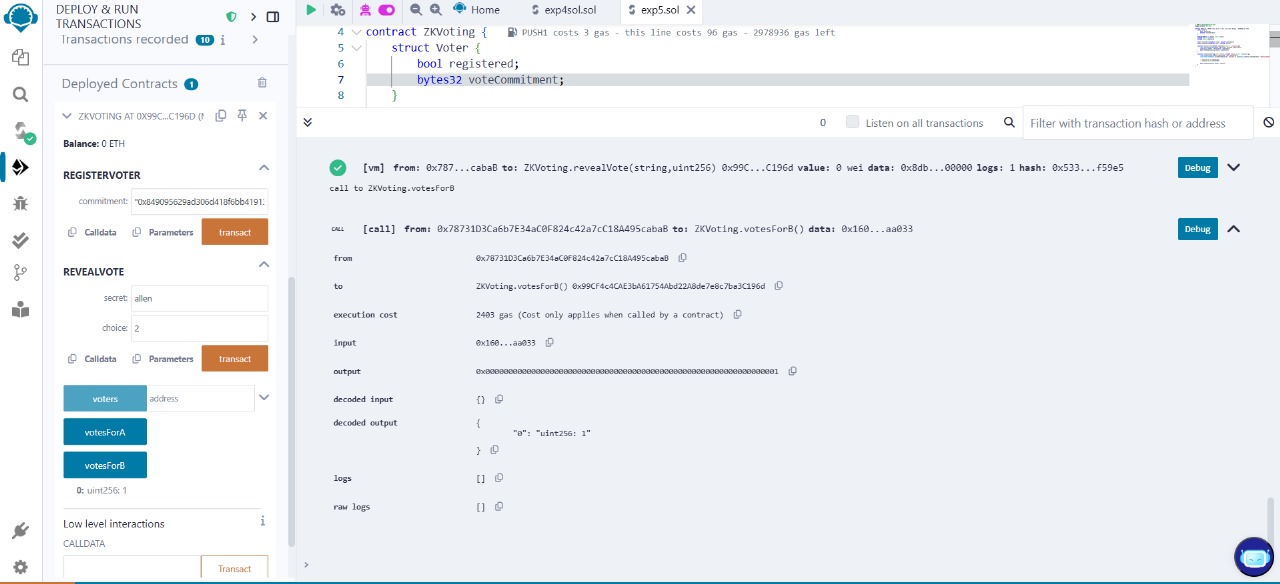 DEPLOY & RUN
TRANSACTIONS
Transactions recorded 10 i
Deployed Contracts 1
ZKVOTING AT 0X99C...C196D (M
Balance: 0 ETH
REGISTERVOTER
commitment: "0x849095629ad306d418f6bb4191:
Calldata Parameters transact
REVEALVOTE
secret: allen
choice: 2
Calldata Parameters transact
voters address
votesForA
votesForB
0: uint256: 1
Low level interactions i
CALLDATA
Transact
Home exp4sol.sol exp5.sol
4 contract ZKVoting { PUSH1 costs 3 gas - this line costs 96 gas - 2978936 gas left
5 struct Voter {
6 bool registered;
7 bytes32 voteCommitment;
8 }
0 Listen on all transactions Filter with transaction hash or address
[vm] from: 0x787...cabaB to: ZKVoting.revealVote(string,uint256) 0x99C...C196d value: 0 wei data: 0x8db...00000 logs: 1 hash: 0x533...f59e5 Debug
call to ZKVoting.votesForB
CALL [call] from: 0x78731D3Ca6b7E34aC0F824c42a7cC18A495cabaB to: ZKVoting.votesForB() data: 0x160...aa033 Debug
from 0x78731D3Ca6b7E34aC0F824c42a7cC18A495cabaB
to ZKVoting.votesForB() 0x99CF4c4CAE3bA61754Abd22A8de7e8c7ba3C196d
execution cost 2403 gas (Cost only applies when called by a contract)
input 0x160...aa033
output 0x0000000000000000000000000000000000000000000000000000000000000001
decoded input {}
decoded output {
"0": "uint256: 1"
}
logs []
raw logs []
>